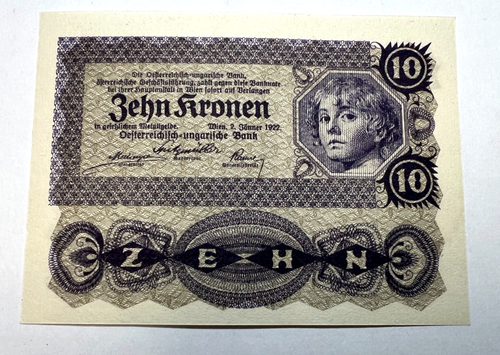 Die Oesterreichisch-ungarische Bank,
österreichische Geschäftsführung, zahlt gegen diese Banknote
bei ihrer Hauptanstalt in Wien sofort auf Verlangen
Zehn Kronen
in gesetzlichem Metallgelde. Wien, 2. Jänner 1922.
Oesterreichisch-ungarische Bank
10
10
ZEHN